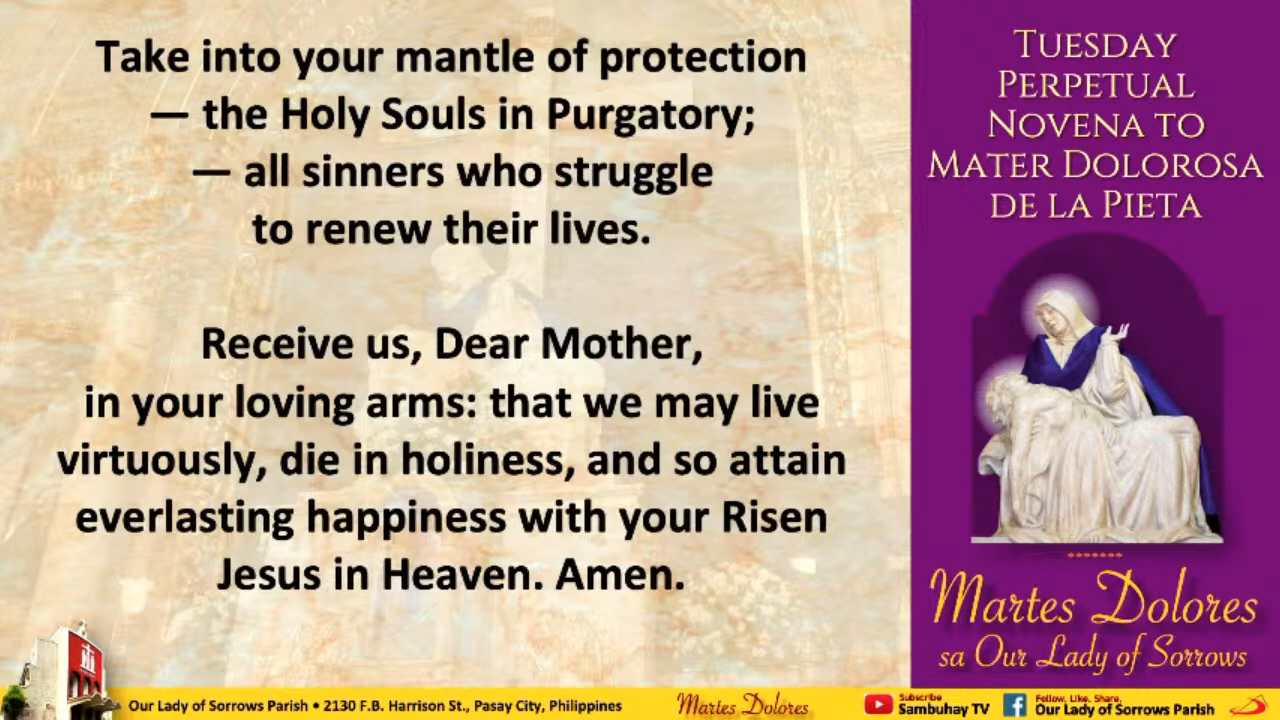 Take into your mantle of protection
— the Holy Souls in Purgatory;
— all sinners who struggle
to renew their lives.
Receive us, Dear Mother,
in your loving arms: that we may live
virtuously, die in holiness, and so attain
everlasting happiness with your Risen
Jesus in Heaven. Amen.
TUESDAY
PERPETUAL
NOVENA TO
MATER DOLOROSA
DE LA PIETA
Martes Dolores
sa Our Lady of Sorrows
Our Lady of Sorrows Parish • 2130 F.B. Harrison St., Pasay City, Philippines
Martes Dolores
Subscribe
Sambuhay TV
Follow. Like. Share.
Our Lady of Sorrows Parish